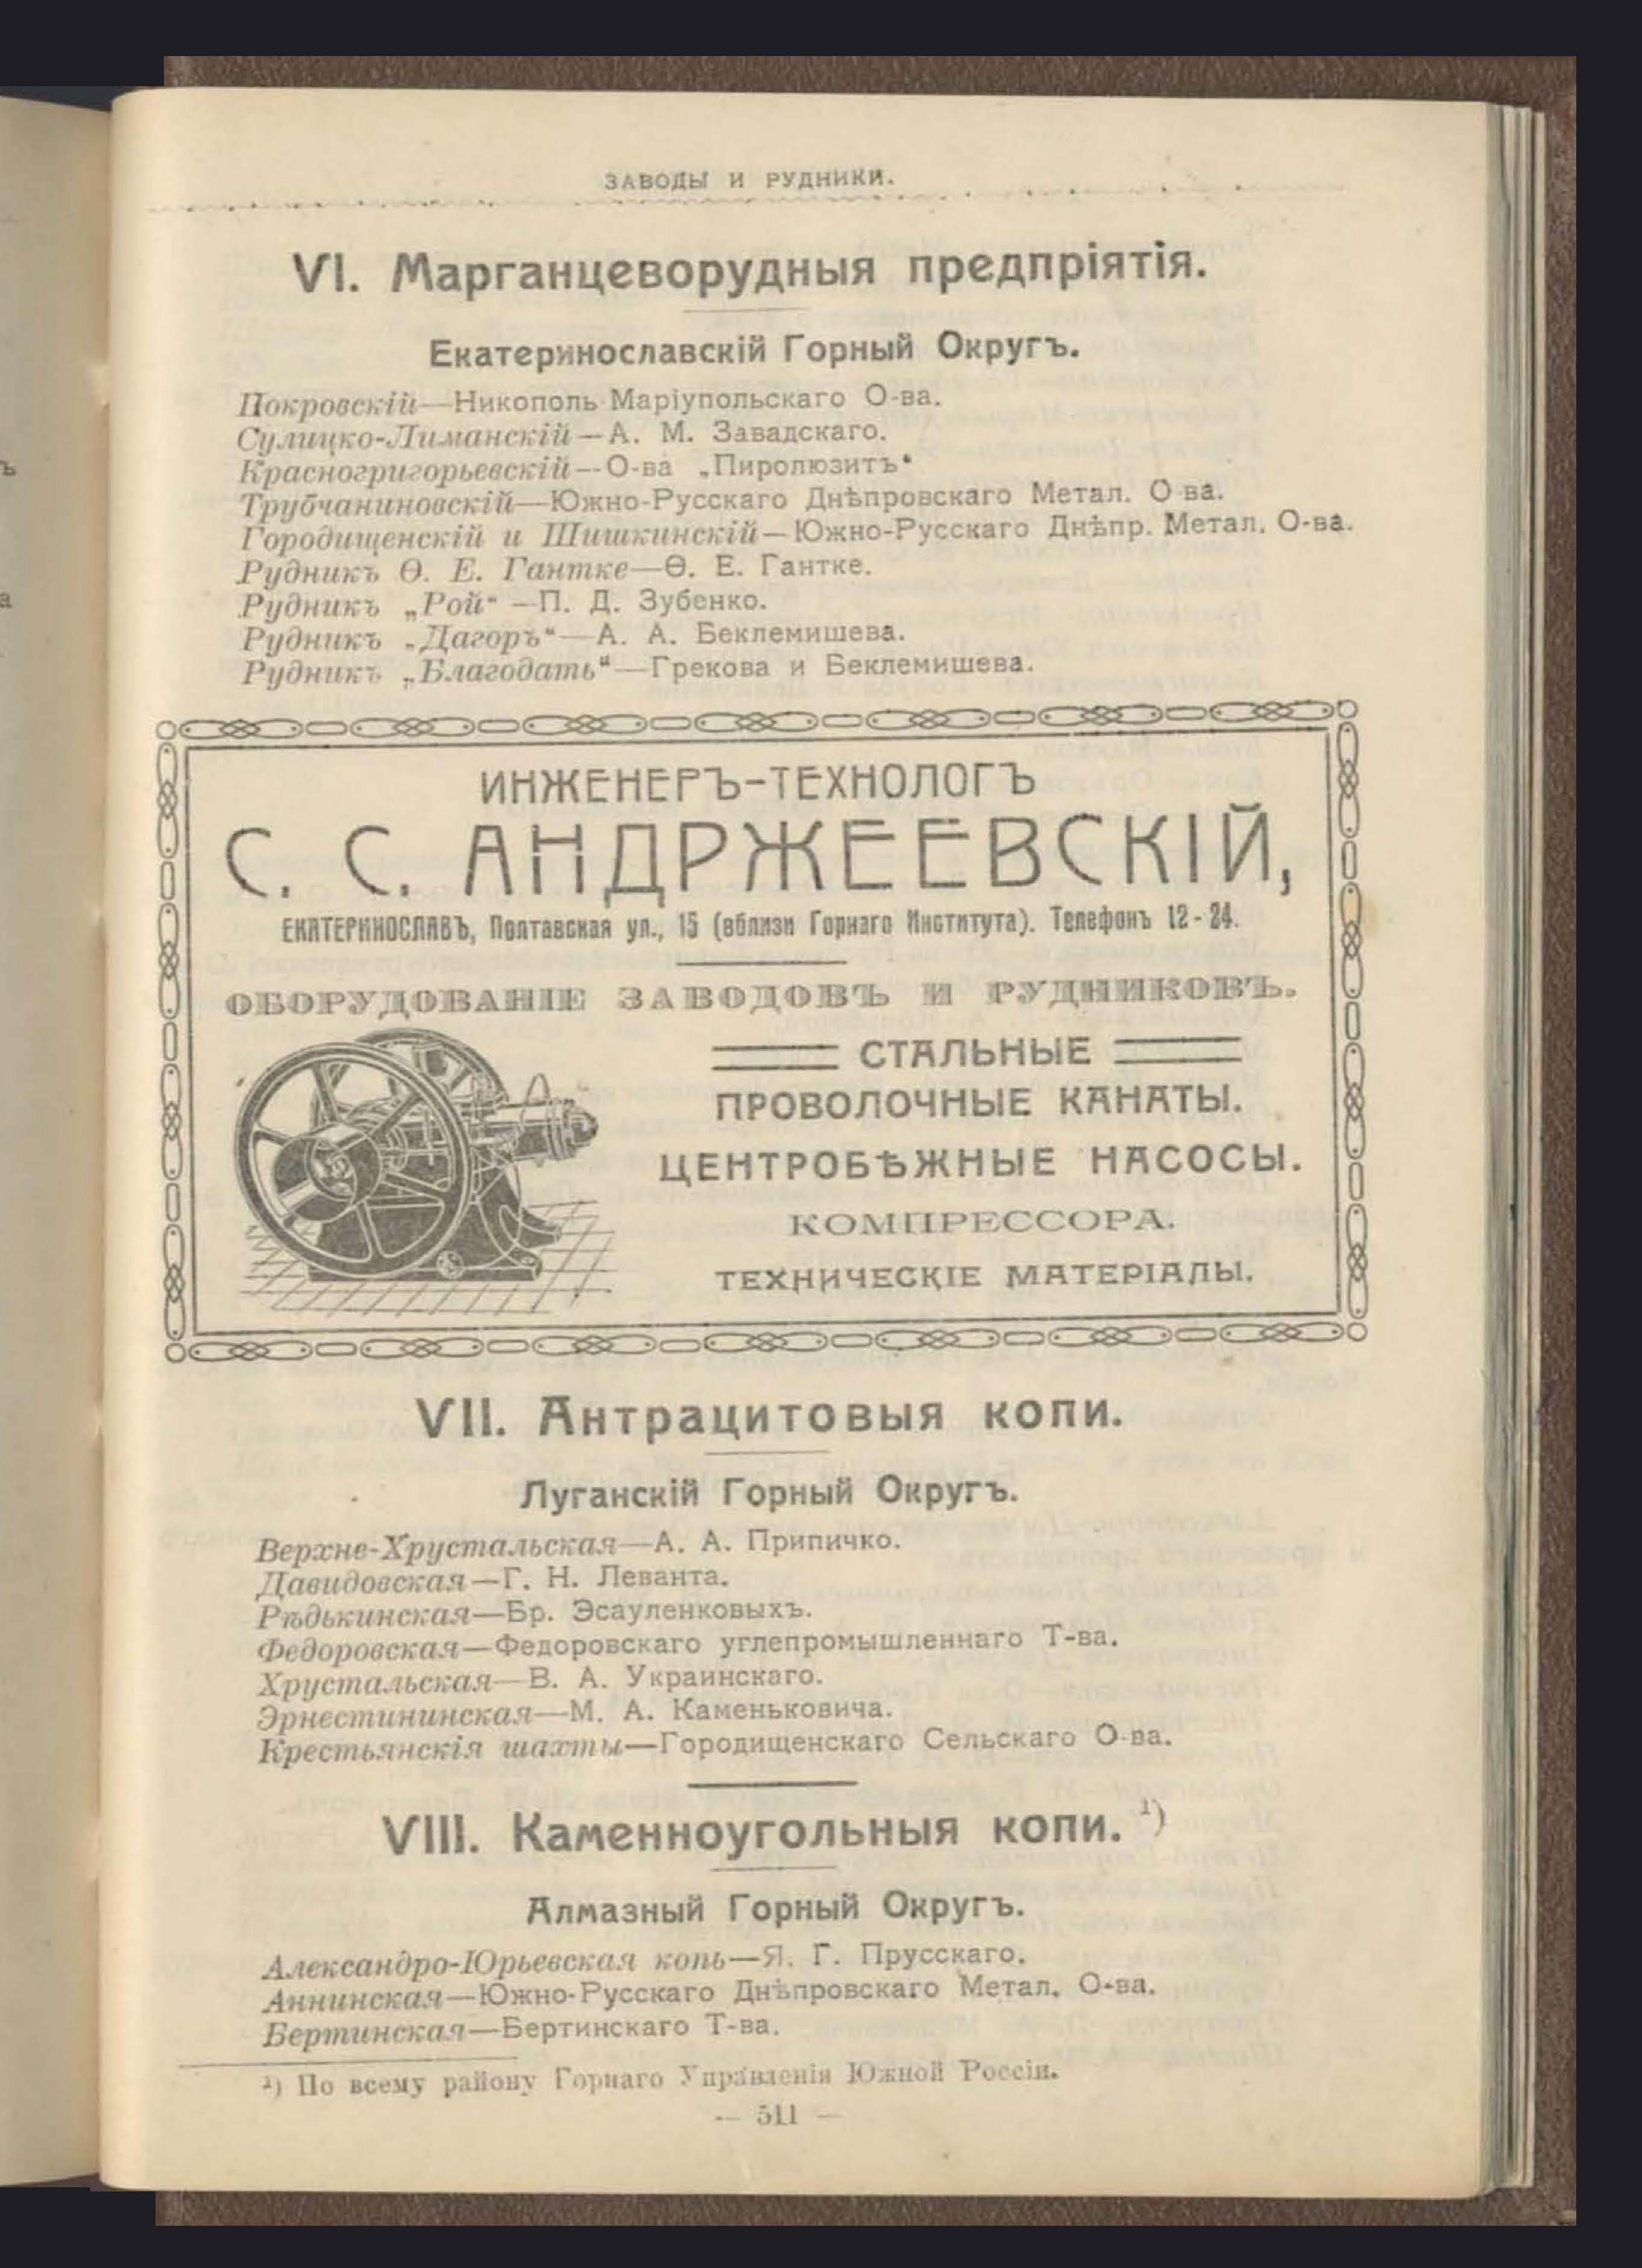 ЗАВОДЫ И РУДНИКИ.
VI. Марганцеворудныя предпріятія.
Екатеринославскій Горный Округъ.
Покровскій—Никополь-Маріупольскаго О-ва.
Сулицко-Лиманскій—А. М. Завадскаго.
Красногригорьевскій—О-ва „Пиролюзитъ“
Трубчаниновскій—Южно-Русскаго Днѣпровскаго Метал. О-ва.
Городищенскій и Шишкинскій—Южно-Русскаго Днѣпр. Метал. О-ва.
Рудникъ Ѳ. Е. Гантке—Ѳ. Е. Гантке.
Рудникъ „Рой“—П. Д. Зубенко.
Рудникъ „Дагоръ“—А. А. Беклемишева.
Рудникъ „Благодать“—Грекова и Беклемишева.
ИНЖЕНЕРЪ-ТЕХНОЛОГЪ
С. С. АНДРЖЕЕВСКІЙ,
ЕКАТЕРИНОСЛАВЪ, Полтавская ул., 15 (вблизи Горнаго Института). Телефонъ 12-24.
ОБОРУДОВАНІЕ ЗАВОДОВЪ И РУДНИКОВЪ.
СТАЛЬНЫЕ
ПРОВОЛОЧНЫЕ КАНАТЫ.
ЦЕНТРОБѢЖНЫЕ НАСОСЫ.
КОМПРЕССОРА.
ТЕХНИЧЕСКІЕ МАТЕРІАЛЫ.
VII. Антрацитовыя копи.
Луганскій Горный Округъ.
Верхне-Хрустальская—А. А. Припичко.
Давидовская—Г. Н. Леванта.
Рѣдькинская—Бр. Эсауленковыхъ.
Федоровская—Федоровскаго углепромышленнаго Т-ва.
Хрустальская—В. А. Украинскаго.
Эрнестининская—М. А. Каменьковича.
Крестьянскія шахты—Городищенскаго Сельскаго О-ва.
VIII. Каменноугольныя копи. ¹)
Алмазный Горный Округъ.
Александро-Юрьевская копь—Я. Г. Прусскаго.
Аннинская—Южно-Русскаго Днѣпровскаго Метал. О-ва.
Бертинская—Бертинскаго Т-ва.
¹) По всему району Горнаго Управленія Южной Россіи.
— 511 —